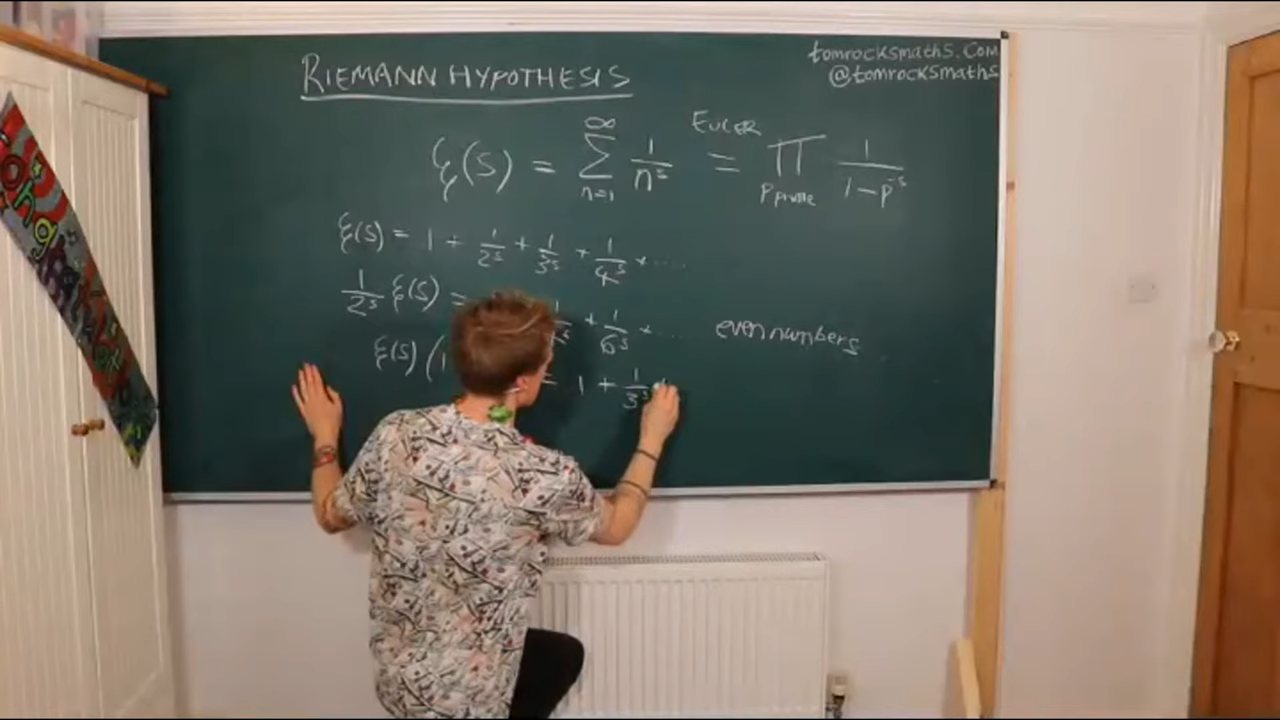 RIEMANN HYPOTHESIS
tomrocksmaths.com
@tomrocksmaths
EULER
ξ(s) = ∑ n=1 ∞ 1/n^s = ∏ p prime 1/(1-p^-s)
ξ(s) = 1 + 1/2^s + 1/3^s + 1/4^s + ....
1/2^s ξ(s) = + 1/6^s + ... even numbers
ξ(s) (1 = 1 + 1/3^s +